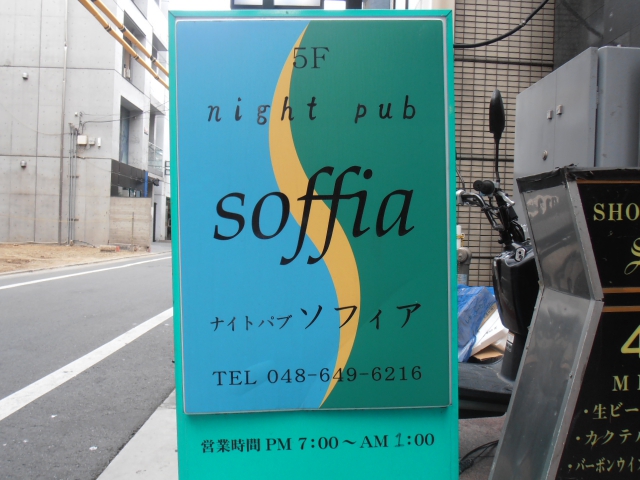 5F
night pub
soffia
ナイトパブ ソフィア
TEL 048-649-6216
営業時間 PM 7:00～AM 1:00
SHO
4
M
・生ビー
・カクテル
・バーボンウイ